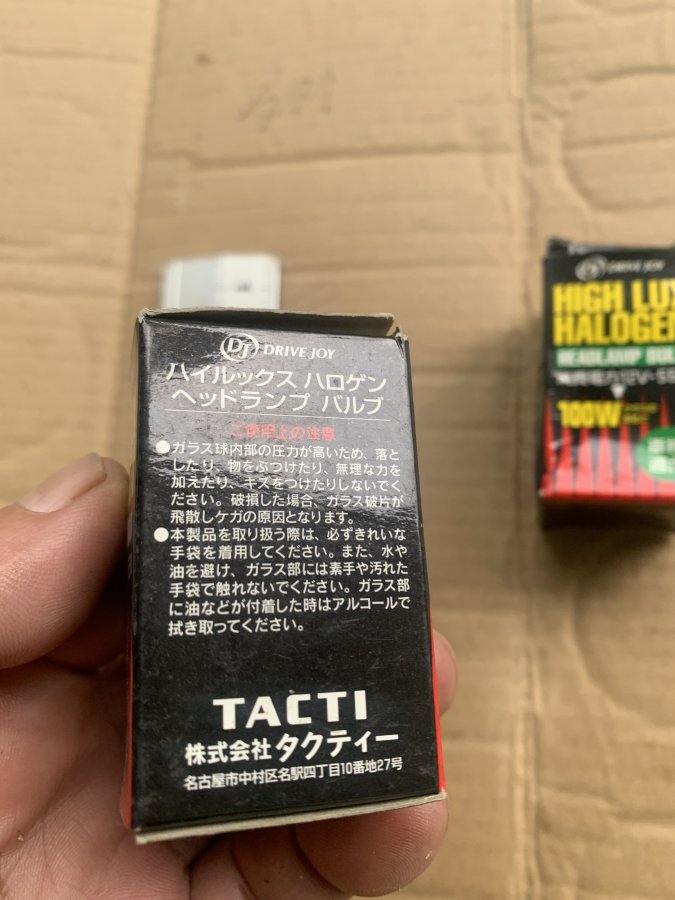 DJ DRIVE JOY
ハイルックス ハロゲン
ヘッドランプ バルブ
ご使用上の注意
●ガラス球内部の圧力が高いため、落と
したり、物をぶつけたり、無理な力を
加えたり、キズをつけたりしないでく
ださい。破損した場合、ガラス破片が
飛散しケガの原因となります。
●本製品を取り扱う際は、必ずきれいな
手袋を着用してください。また、水や
油を避け、ガラス部には素手や汚れた
手袋で触れないでください。ガラス部
に油などが付着した時はアルコールで
拭き取ってください。
TACTI
株式会社 タクティー
名古屋市中村区名駅四丁目10番地27号
DJ DRIVE JOY
HIGH LUX
HALOGEN
HEADLAMP
100W